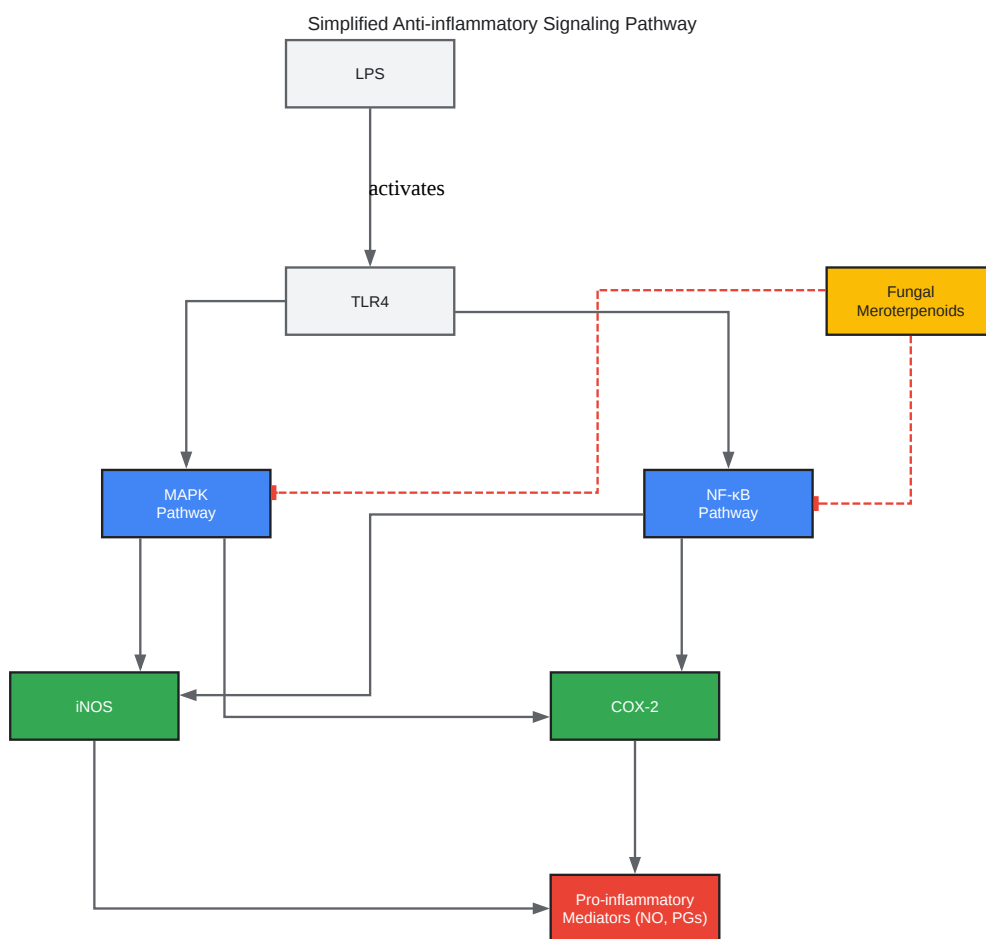 Simplified Anti-inflammatory Signaling Pathway
LPS
activates
TLR4
Fungal
Meroterpenoids
MAPK
Pathway
NF-κB
Pathway
iNOS
COX-2
Pro-inflammatory
Mediators (NO, PGs)